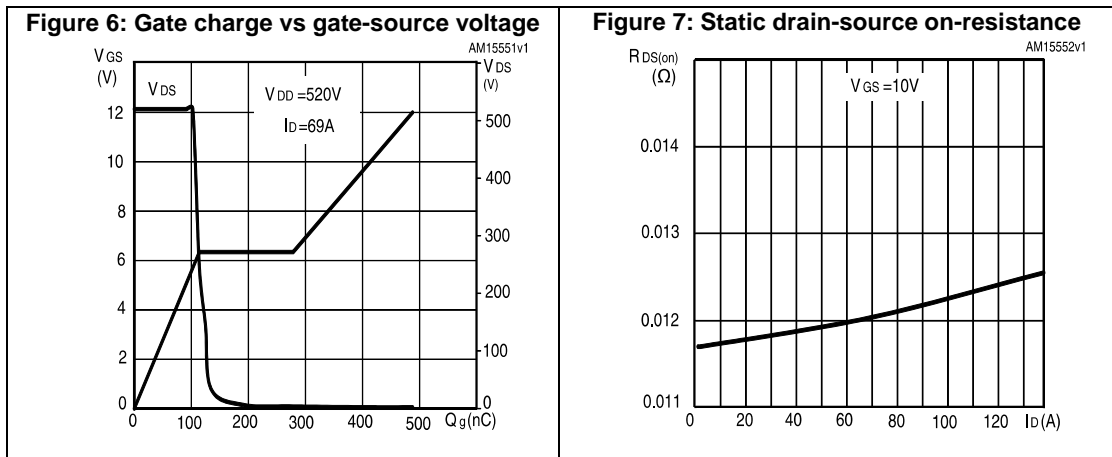 Figure 6: Gate charge vs gate-source voltage
AM15551v1
VGS
(V)
VDS
(V)
VDS
VDD=520V
ID=69A
12
10
8
6
4
2
0
500
400
300
200
100
0
0
100
200
300
400
500
Qg(nC)
Figure 7: Static drain-source on-resistance
AM15552v1
RDS(on)
(Ω)
VGS=10V
0.014
0.013
0.012
0.011
0
20
40
60
80
100
120
ID(A)